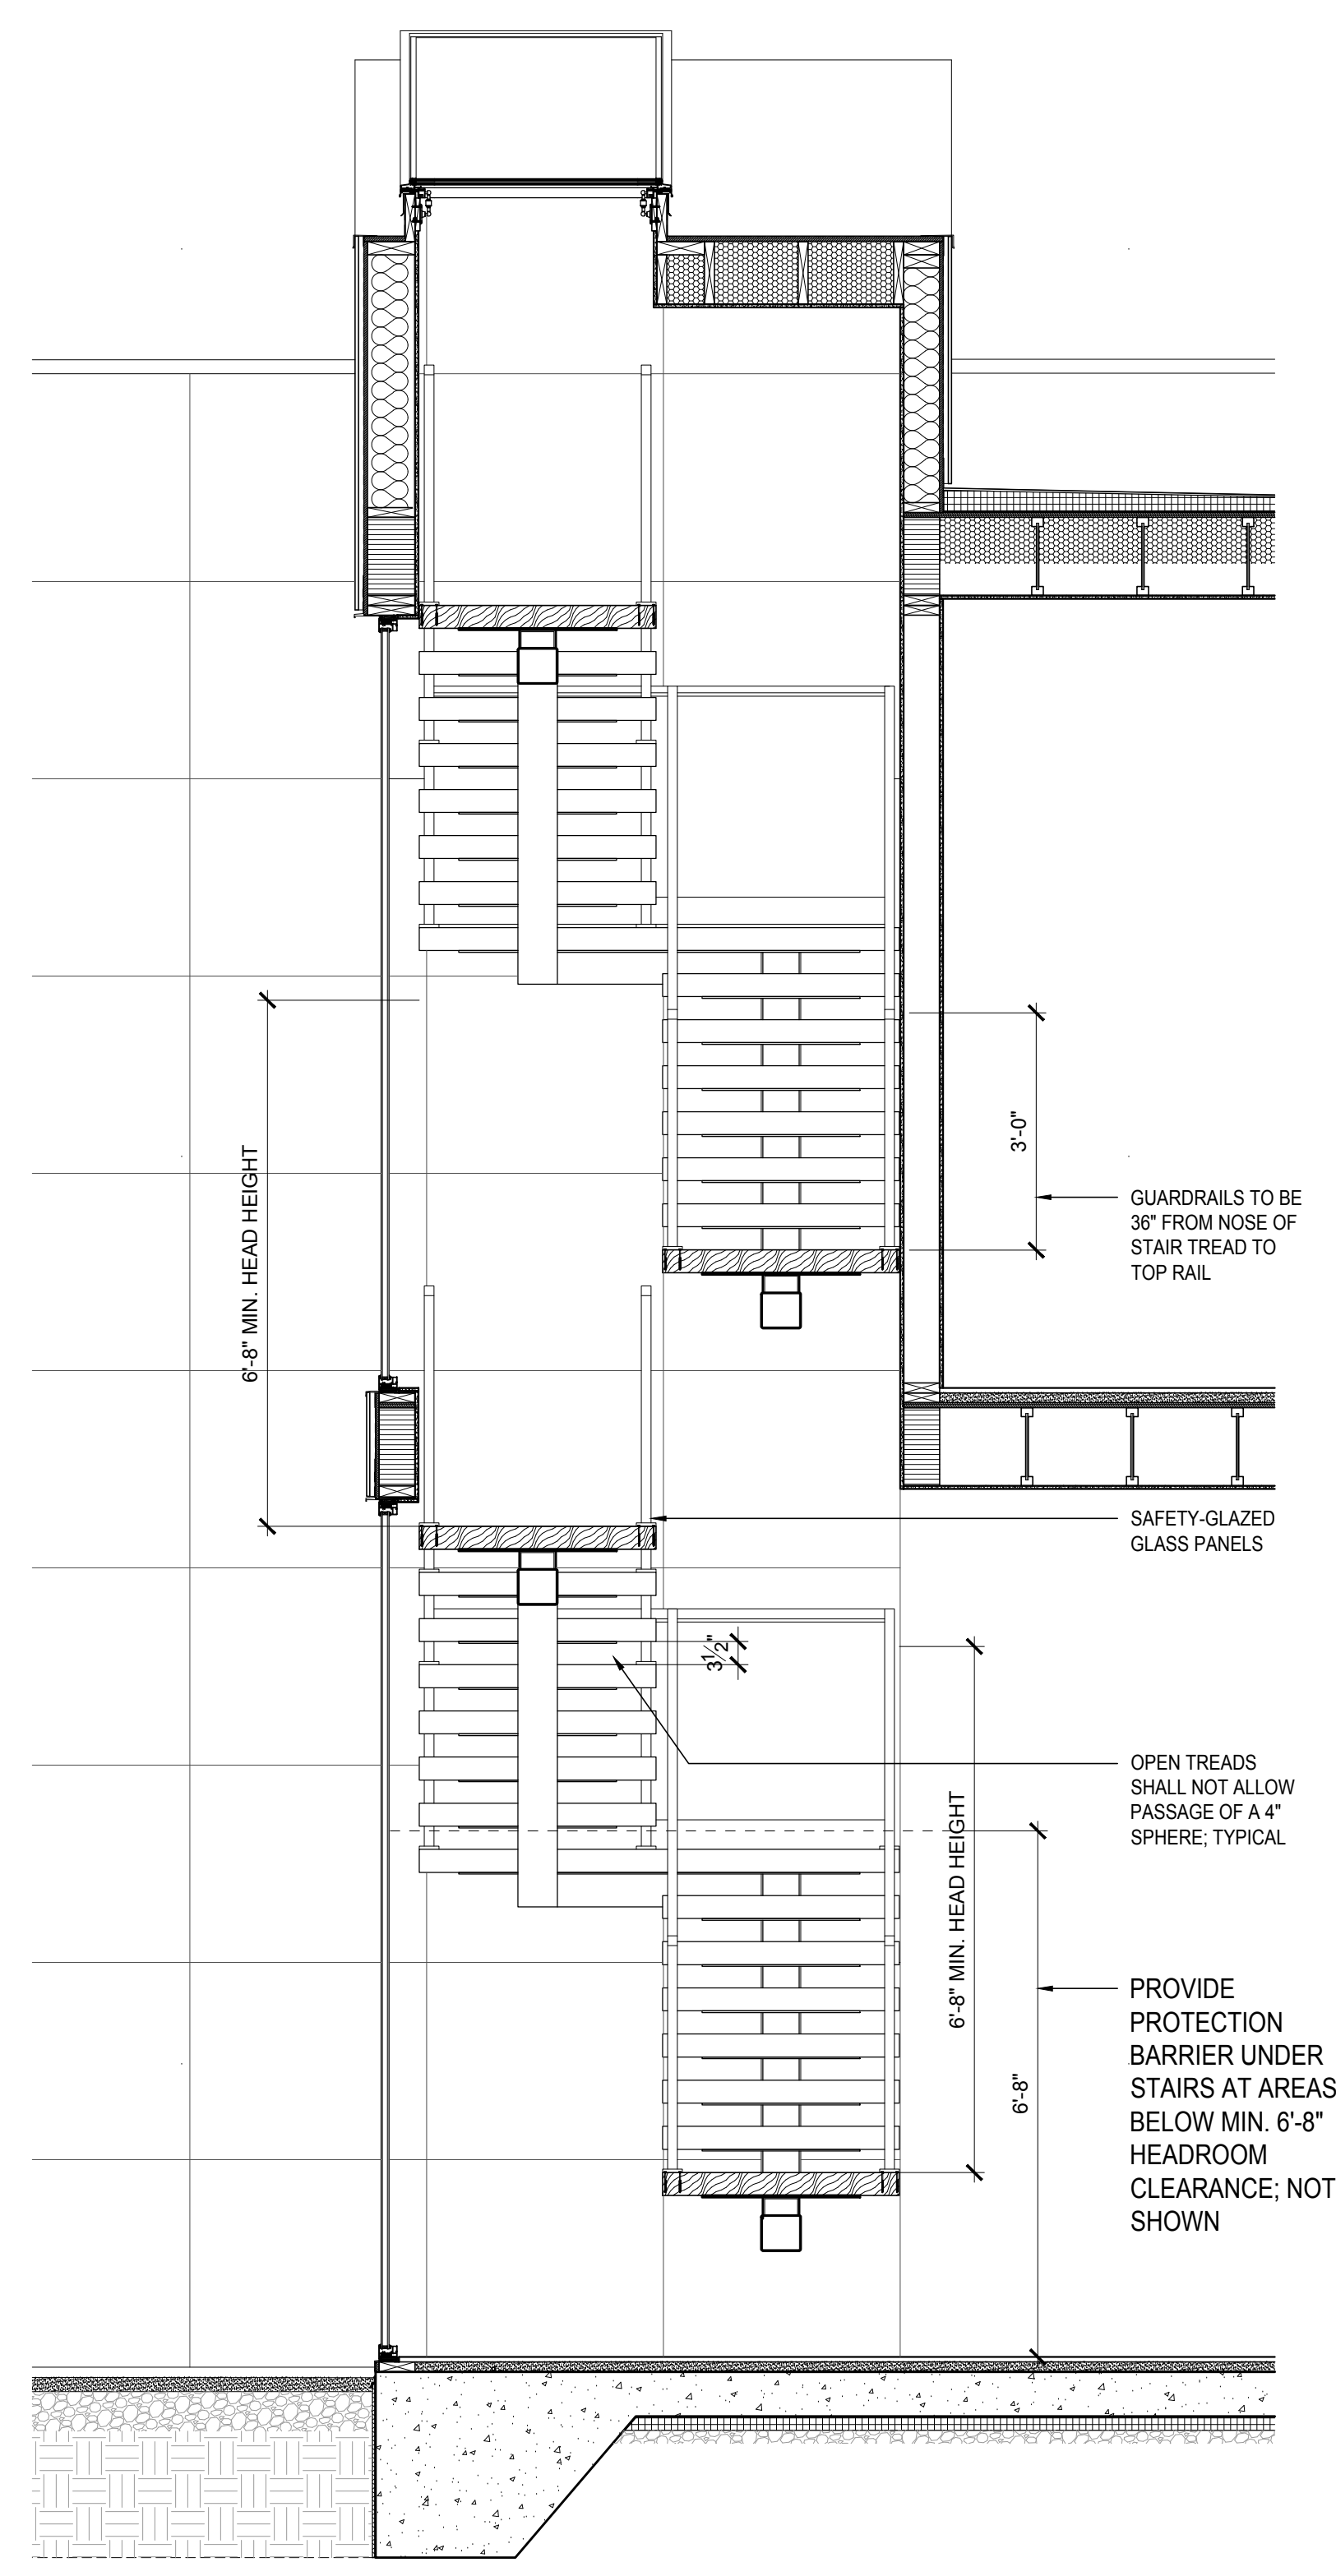 6'-8" MIN. HEAD HEIGHT
3'-0"
GUARDRAILS TO BE
36" FROM NOSE OF
STAIR TREAD TO
TOP RAIL
SAFETY-GLAZED
GLASS PANELS
3½"
OPEN TREADS
SHALL NOT ALLOW
PASSAGE OF A 4"
SPHERE; TYPICAL
6'-8" MIN. HEAD HEIGHT
6'-8"
PROVIDE
PROTECTION
BARRIER UNDER
STAIRS AT AREAS
BELOW MIN. 6'-8"
HEADROOM
CLEARANCE; NOT
SHOWN